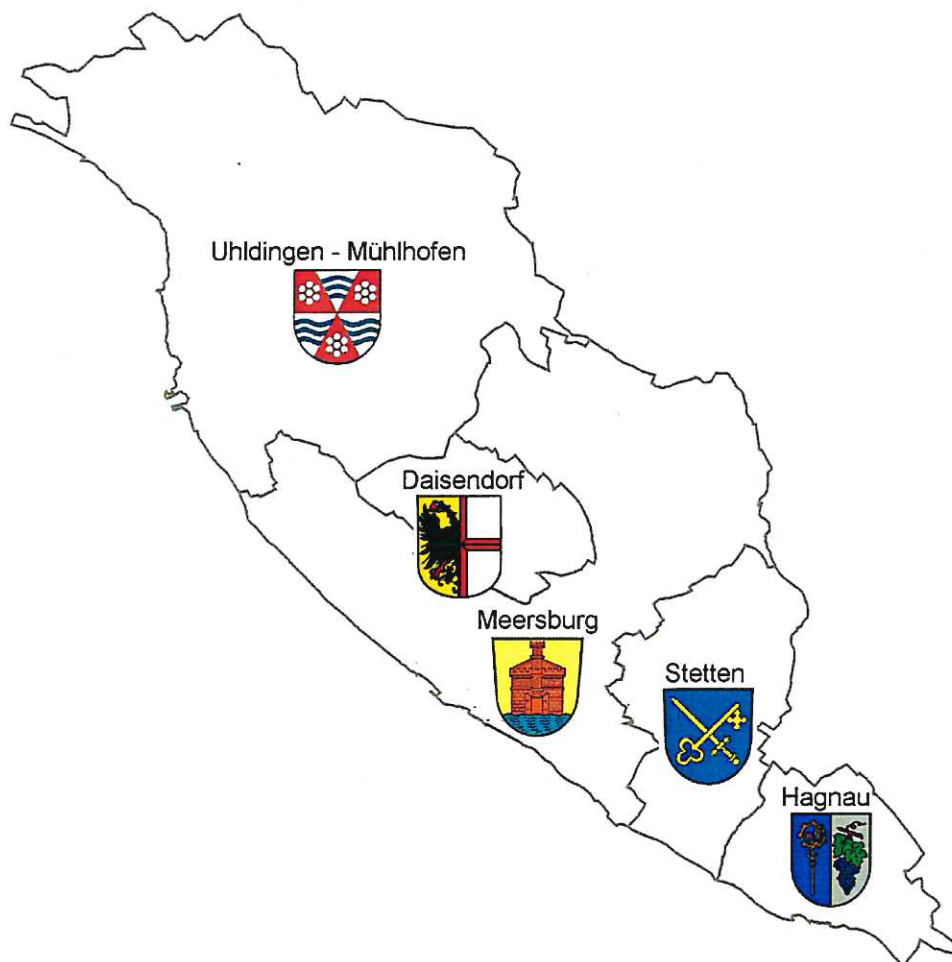 Uhldingen - Mühlhofen
Daisendorf
Meersburg
Stetten
Hagnau